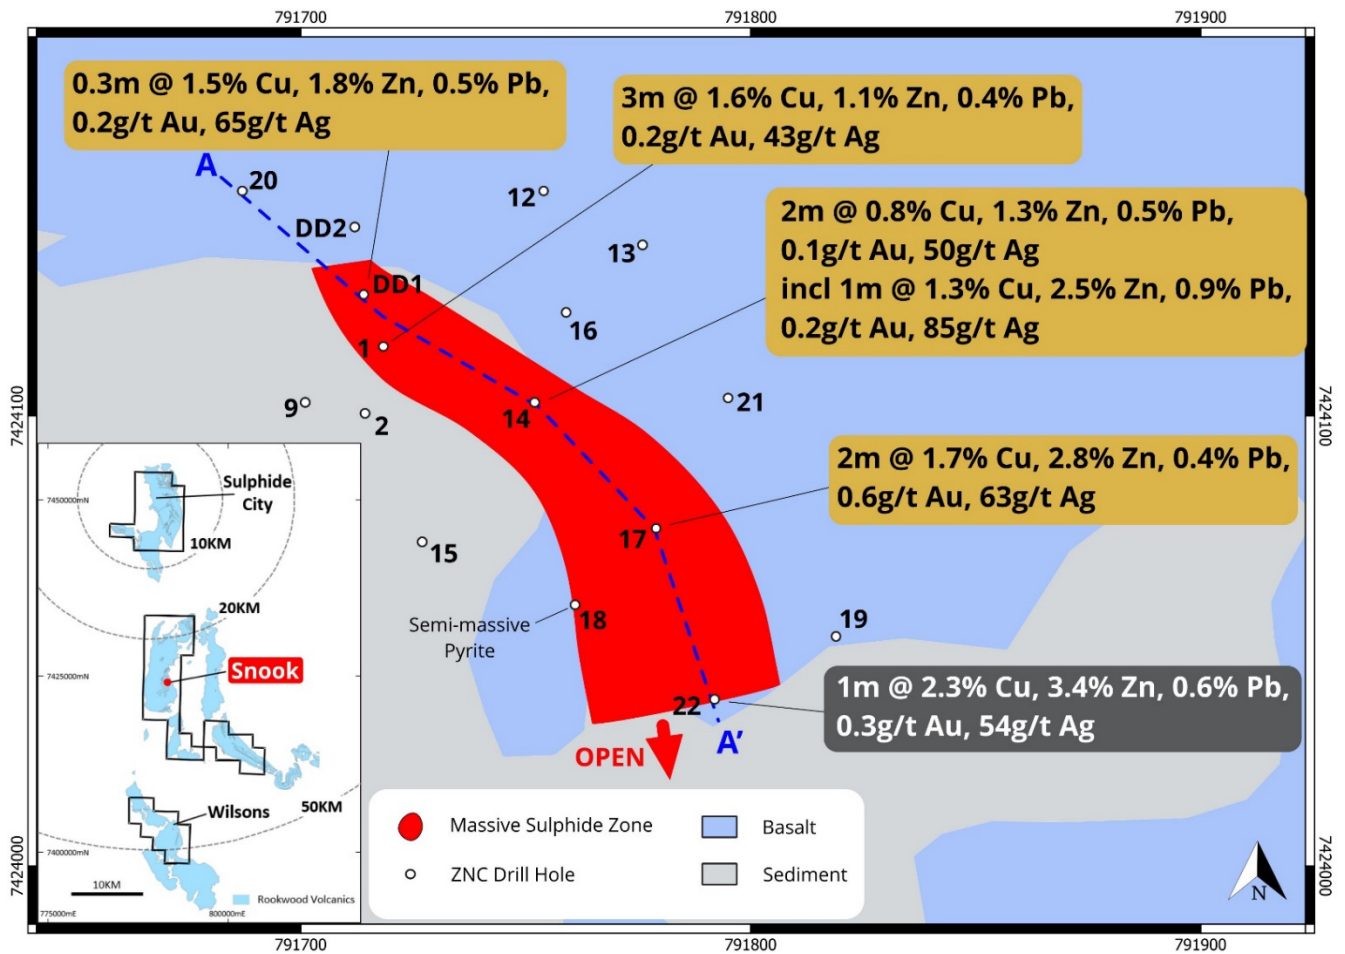 791700
791800
791900
0.3m @ 1.5% Cu, 1.8% Zn, 0.5% Pb,
0.2g/t Au, 65g/t Ag
3m @ 1.6% Cu, 1.1% Zn, 0.4% Pb,
0.2g/t Au, 43g/t Ag
A
20
12
2m @ 0.8% Cu, 1.3% Zn, 0.5% Pb,
0.1g/t Au, 50g/t Ag
incl 1m @ 1.3% Cu, 2.5% Zn, 0.9% Pb,
0.2g/t Au, 85g/t Ag
DD2
13
DD1
16
1
9
2
14
21
7424100
7424100
2m @ 1.7% Cu, 2.8% Zn, 0.4% Pb,
0.6g/t Au, 63g/t Ag
17
15
18
Semi-massive
Pyrite
19
1m @ 2.3% Cu, 3.4% Zn, 0.6% Pb,
0.3g/t Au, 54g/t Ag
22
A’
OPEN
Sulphide
City
7450000mN
10KM
20KM
Snook
7425000mN
Wilsons
50KM
7400000mN
10KM
Rookwood Volcanics
775000mE
800000mE
Massive Sulphide Zone
Basalt
ZNC Drill Hole
Sediment
N
7424000
7424000
791700
791800
791900